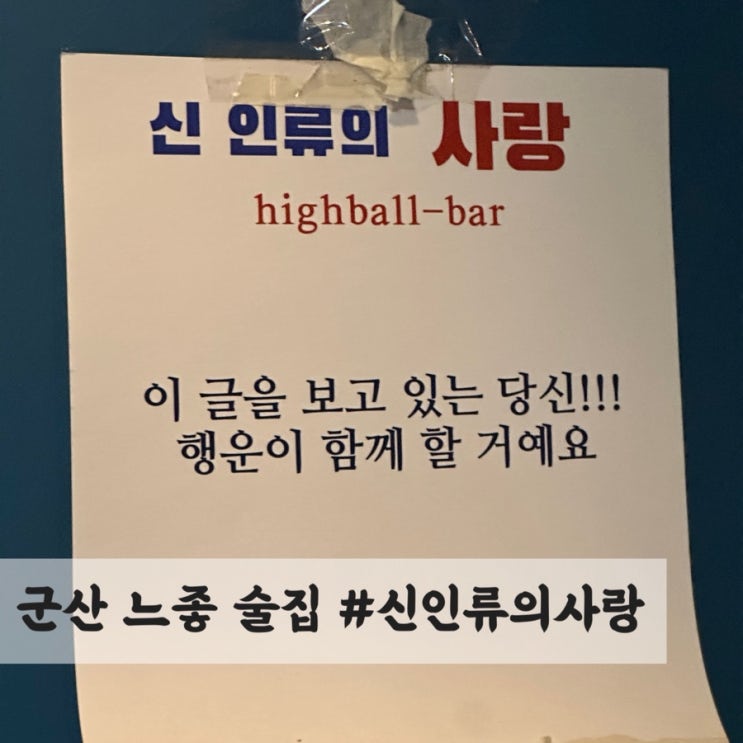 신 인류의 사랑
highball-bar
이 글을 보고 있는 당신!!!
행운이 함께 할 거예요
군산 느좋 술집 #신인류의사랑